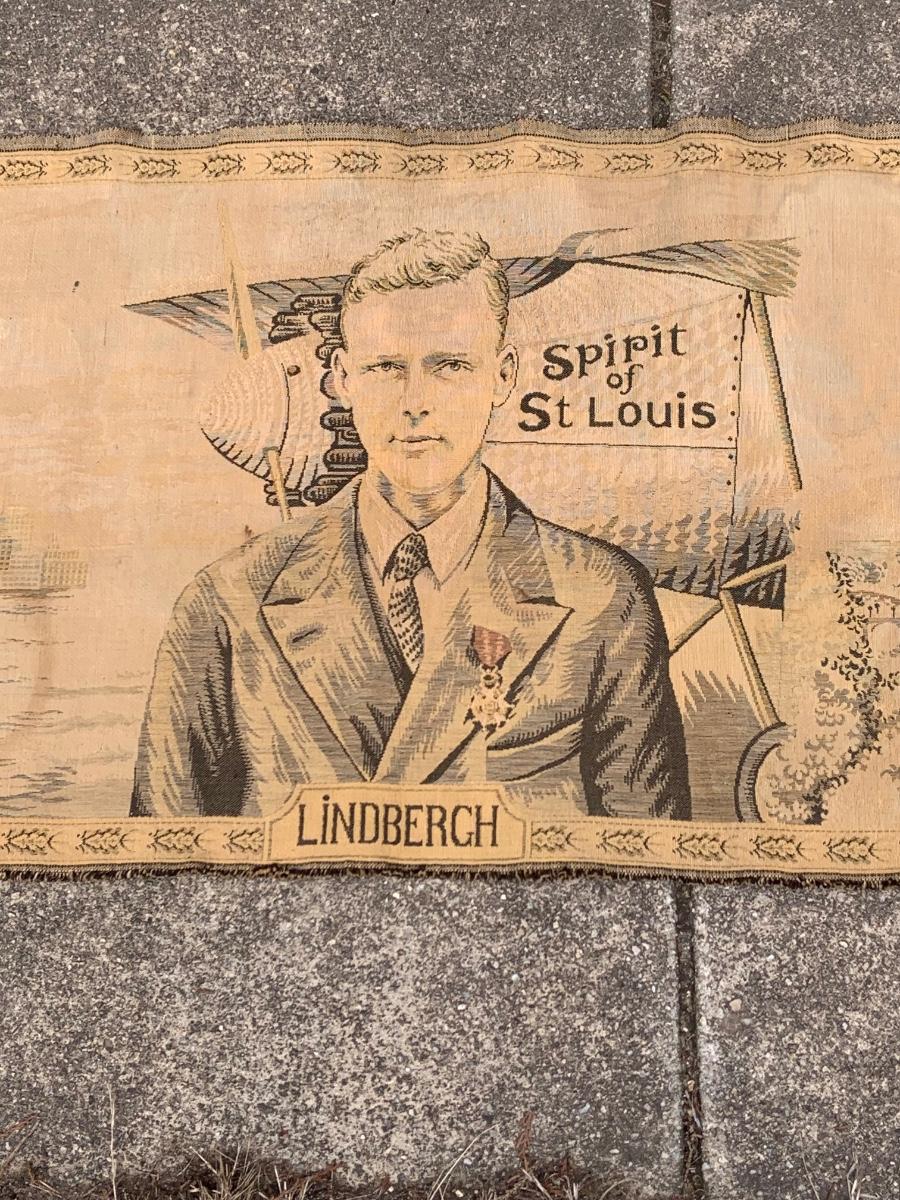 Spirit
of
St Louis
LiNDBERGH